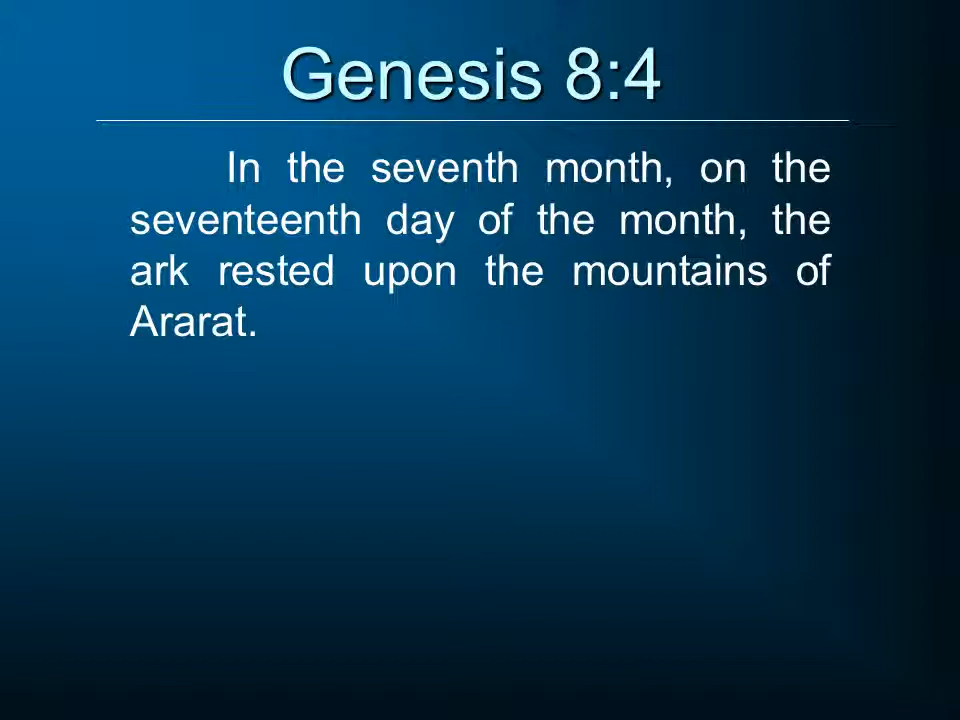 Genesis 8:4
In the seventh month, on the
seventeenth day of the month, the
ark rested upon the mountains of
Ararat.